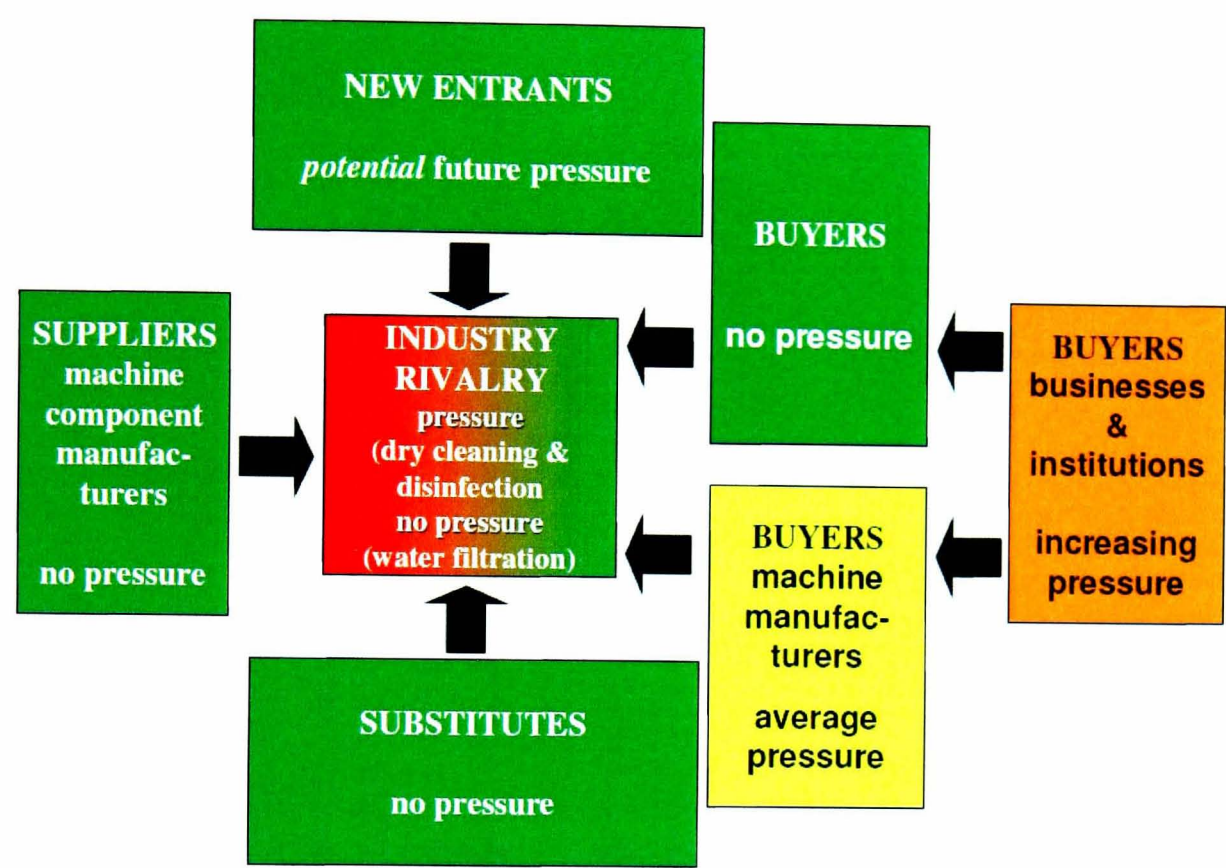 NEW ENTRANTS
potential future pressure
BUYERS
no pressure
SUPPLIERS
machine
component
manufac-
turers
no pressure
INDUSTRY
RIVALRY
pressure
(dry cleaning &
disinfection
no pressure
(water filtration)
BUYERS
businesses
&
institutions
increasing
pressure
BUYERS
machine
manufac-
turers
average
pressure
SUBSTITUTES
no pressure